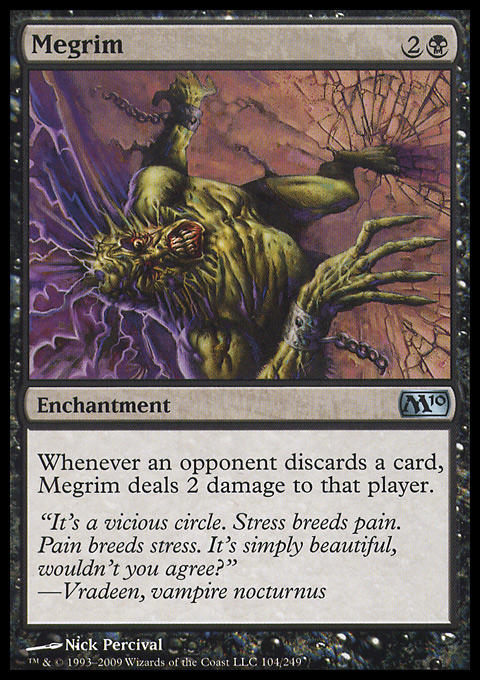 Megrim 2
Enchantment M10
Whenever an opponent discards a card,
Megrim deals 2 damage to that player.
“It’s a vicious circle. Stress breeds pain.
Pain breeds stress. It’s simply beautiful,
wouldn’t you agree?”
—Vradeen, vampire nocturnus
Nick Percival
™ & © 1993–2009 Wizards of the Coast LLC 104/249